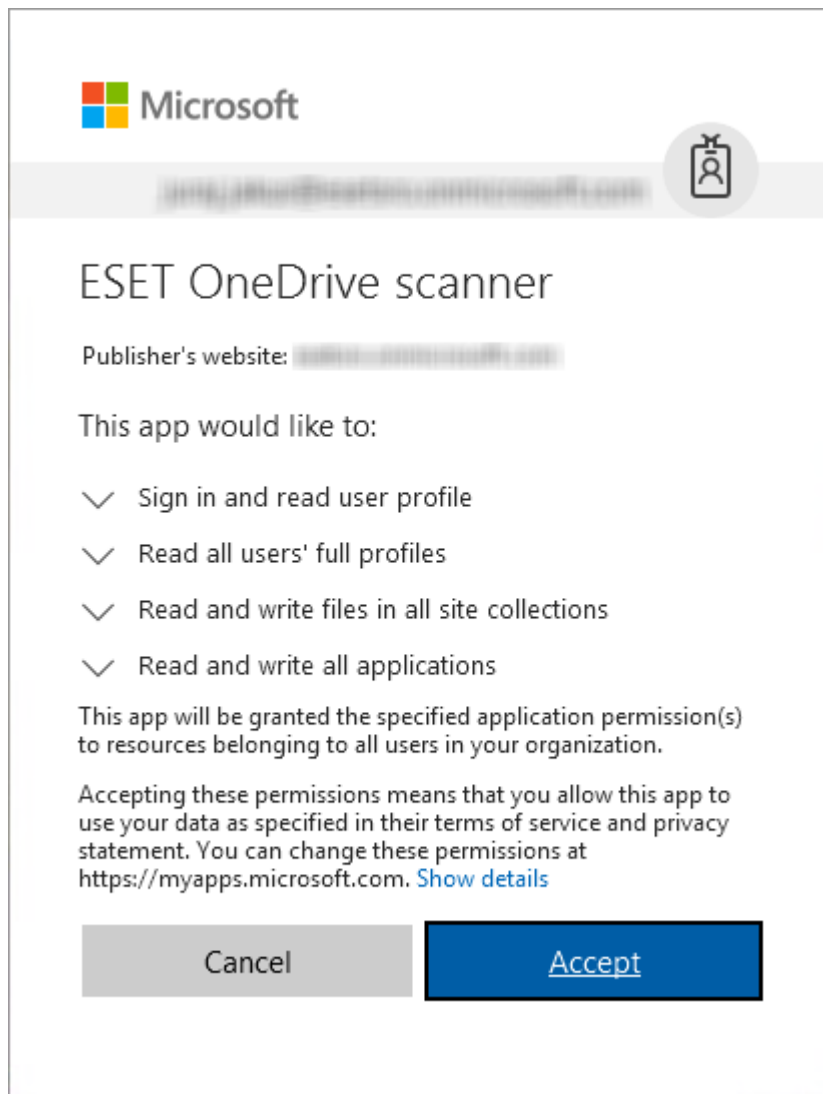 Microsoft
ESET OneDrive scanner
Publisher's website:
This app would like to:
Sign in and read user profile
Read all users' full profiles
Read and write files in all site collections
Read and write all applications
This app will be granted the specified application permission(s)
to resources belonging to all users in your organization.
Accepting these permissions means that you allow this app to
use your data as specified in their terms of service and privacy
statement. You can change these permissions at
https://myapps.microsoft.com. Show details
Cancel
Accept